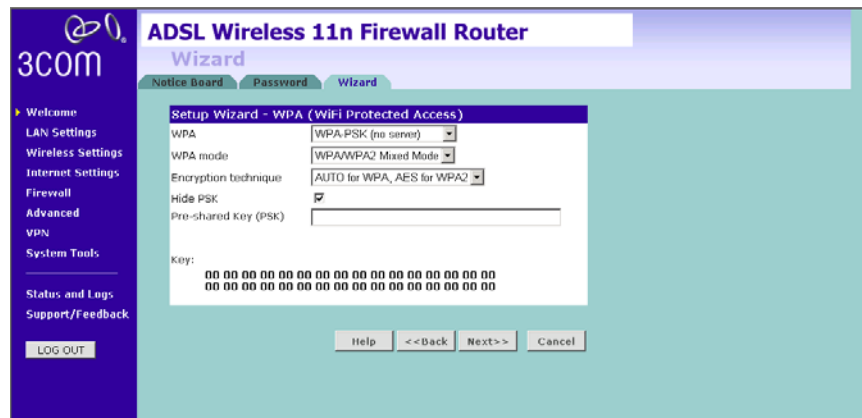 3COM
ADSL Wireless 11n Firewall Router
Wizard
Notice Board
Password
Wizard
Welcome
LAN Settings
Wireless Settings
Internet Settings
Firewall
Advanced
VPN
System Tools
Status and Logs
Support/Feedback
LOG OUT
Setup Wizard - WPA (WiFi Protected Access)
WPA WPA-PSK (no server)
WPA mode WPA/WPA2 Mixed Mode
Encryption technique AUTO for WPA, AES for WPA2
Hide PSK
Pre-shared Key (PSK)
Key:
00 00 00 00 00 00 00 00 00 00 00 00 00 00 00 00
00 00 00 00 00 00 00 00 00 00 00 00 00 00 00 00
Help
<<Back
Next>>
Cancel